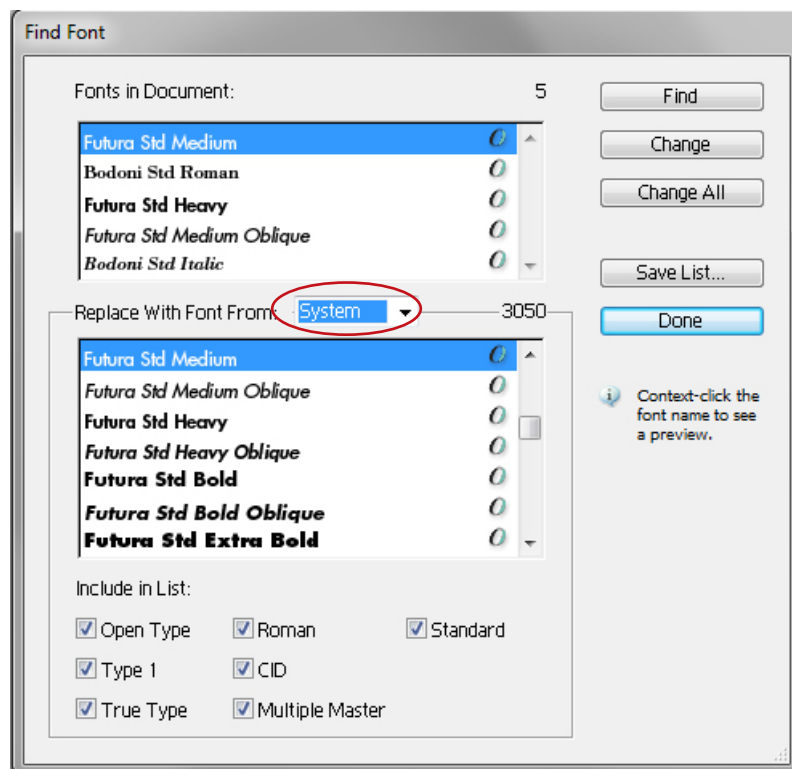 Find Font
Fonts in Document: 5
Futura Std Medium
Bodoni Std Roman
Futura Std Heavy
Futura Std Medium Oblique
Bodoni Std Italic
Find
Change
Change All
Save List...
Done
Replace With Font From: System 3050
Futura Std Medium
Futura Std Medium Oblique
Futura Std Heavy
Futura Std Heavy Oblique
Futura Std Bold
Futura Std Bold Oblique
Futura Std Extra Bold
Context-click the
font name to see
a preview.
Include in List:
Open Type Roman Standard
Type 1 CID
True Type Multiple Master